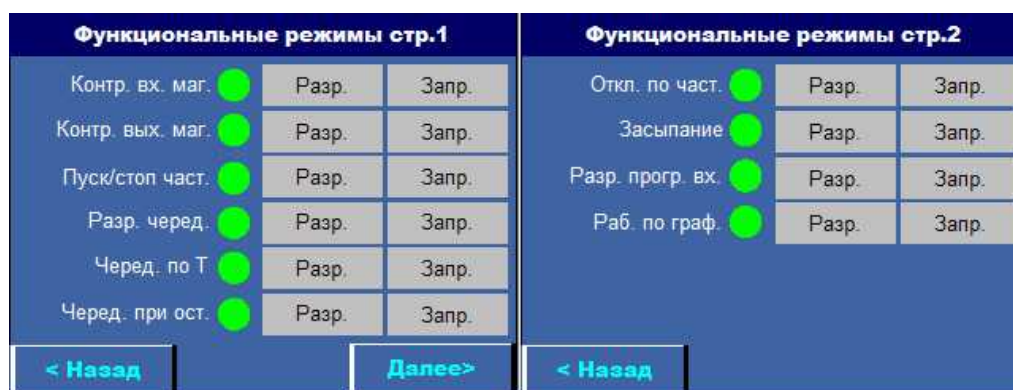 Функциональные режимы стр.1
Контр. вх. маг. Разр. Запр.
Контр. вых. маг. Разр. Запр.
Пуск/стоп част. Разр. Запр.
Разр. черед. Разр. Запр.
Черед. по Т Разр. Запр.
Черед. при ост. Разр. Запр.
< Назад Далее>
Функциональные режимы стр.2
Откл. по част. Разр. Запр.
Засыпание Разр. Запр.
Разр. прогр. вх. Разр. Запр.
Раб. по граф. Разр. Запр.
< Назад